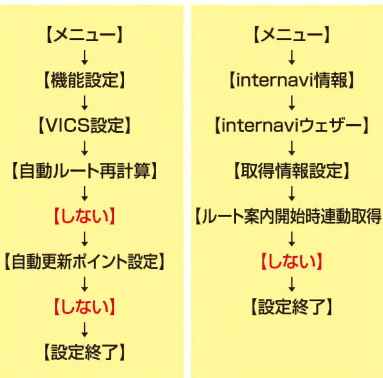 【メニュー】
↓
【機能設定】
↓
【VICS設定】
↓
【自動ルート再計算】
↓
【しない】
↓
【自動更新ポイント設定】
↓
【しない】
↓
【設定終了】
【メニュー】
↓
【internavi情報】
↓
【internaviウェザー】
↓
【取得情報設定】
↓
【ルート案内開始時連動取得
↓
【しない】
↓
【設定終了】